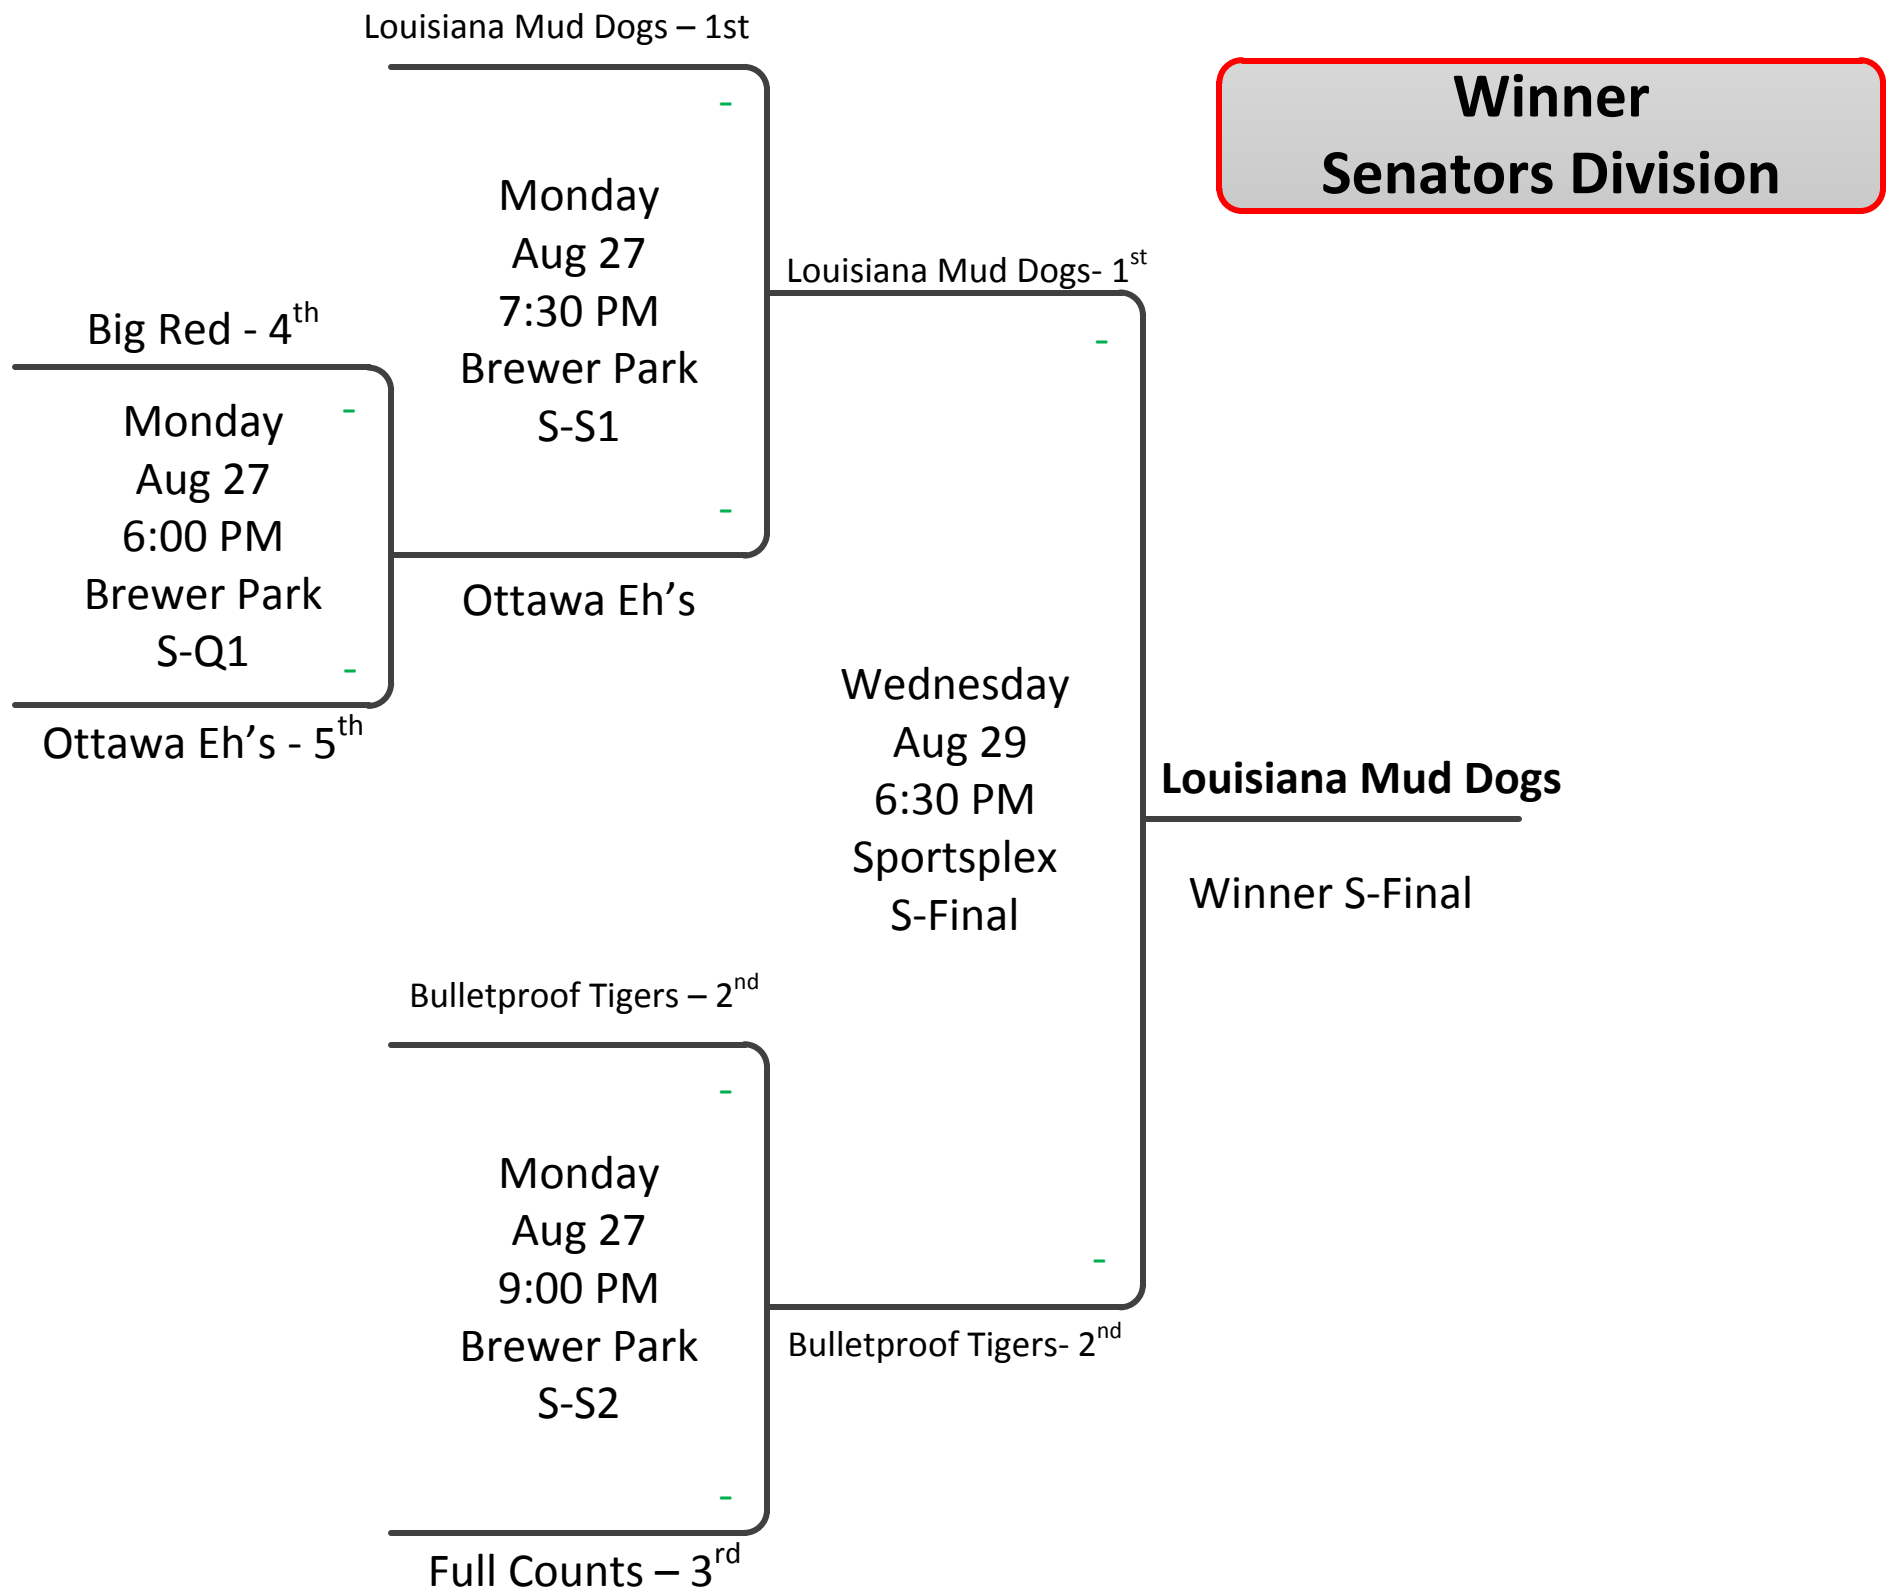 Louisiana Mud Dogs – 1st
-
Winner
Senators Division
Monday
Aug 27
7:30 PM
Brewer Park
S-S1
-
Louisiana Mud Dogs- 1st
-
Big Red - 4th
Monday
Aug 27
6:00 PM
Brewer Park
S-Q1
-
-
Ottawa Eh’s - 5th
Ottawa Eh’s
Wednesday
Aug 29
6:30 PM
Sportsplex
S-Final
Louisiana Mud Dogs
Winner S-Final
Bulletproof Tigers – 2nd
-
Monday
Aug 27
9:00 PM
Brewer Park
S-S2
-
-
Bulletproof Tigers- 2nd
Full Counts – 3rd